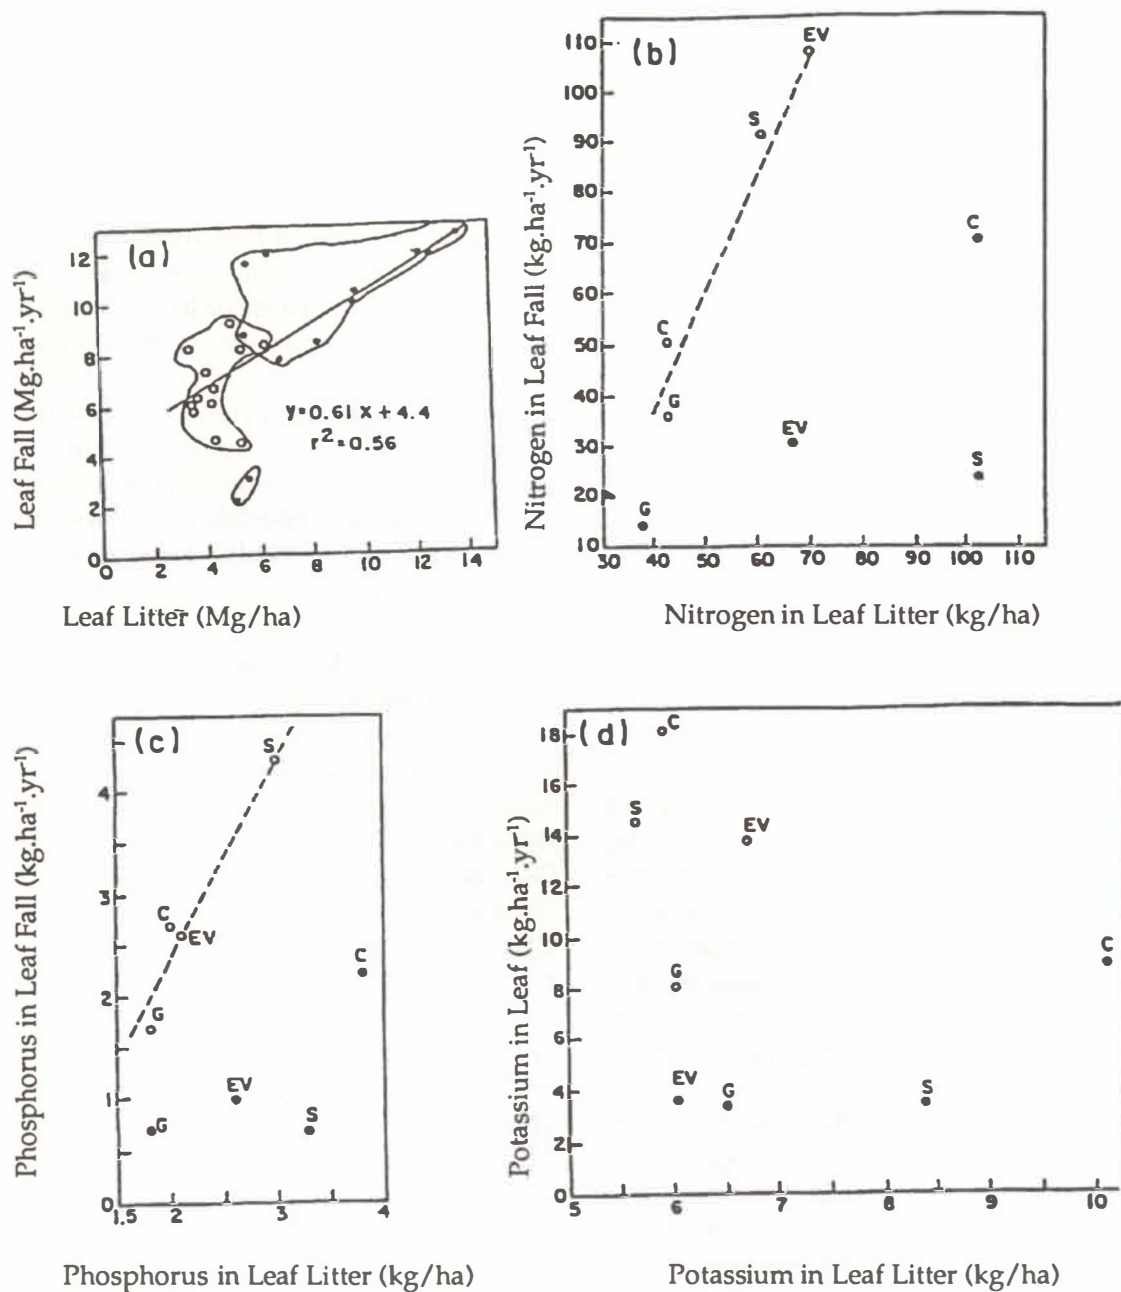 (a)
Leaf Fall (Mg.ha⁻¹.yr⁻¹)
12
10
8
6
4
2
0
y=0.61 x + 4.4
r²=0.56
0 2 4 6 8 10 12 14
Leaf Litter (Mg/ha)
(b)
Nitrogen in Leaf Fall (kg.ha⁻¹.yr⁻¹)
110
100
90
80
70
60
50
40
30
20
10
EV
S
C
C
G
EV
S
G
30 40 50 60 70 80 90 100 110
Nitrogen in Leaf Litter (kg/ha)
(c)
Phosphorus in Leaf Fall (kg.ha⁻¹.yr⁻¹)
4
3
2
1
0
S
C
EV
C
G
EV
G
S
1.5 2 3 4
Phosphorus in Leaf Litter (kg/ha)
(d)
Potassium in Leaf (kg.ha⁻¹.yr⁻¹)
18
16
14
12
10
8
6
4
2
0
C
S
EV
C
G
EV
G
S
5 6 7 8 9 10
Potassium in Leaf Litter (kg/ha)